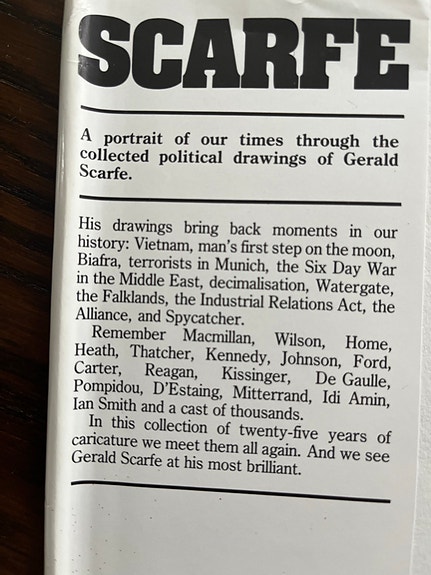 SCARFE
A portrait of our times through the
collected political drawings of Gerald
Scarfe.
His drawings bring back moments in our
history: Vietnam, man's first step on the moon,
Biafra, terrorists in Munich, the Six Day War
in the Middle East, decimalisation, Watergate,
the Falklands, the Industrial Relations Act, the
Alliance, and Spycatcher.
Remember Macmillan, Wilson, Home,
Heath, Thatcher, Kennedy, Johnson, Ford,
Carter, Reagan, Kissinger, De Gaulle,
Pompidou, D'Estaing, Mitterrand, Idi Amin,
Ian Smith and a cast of thousands.
In this collection of twenty-five years of
caricature we meet them all again. And we see
Gerald Scarfe at his most brilliant.